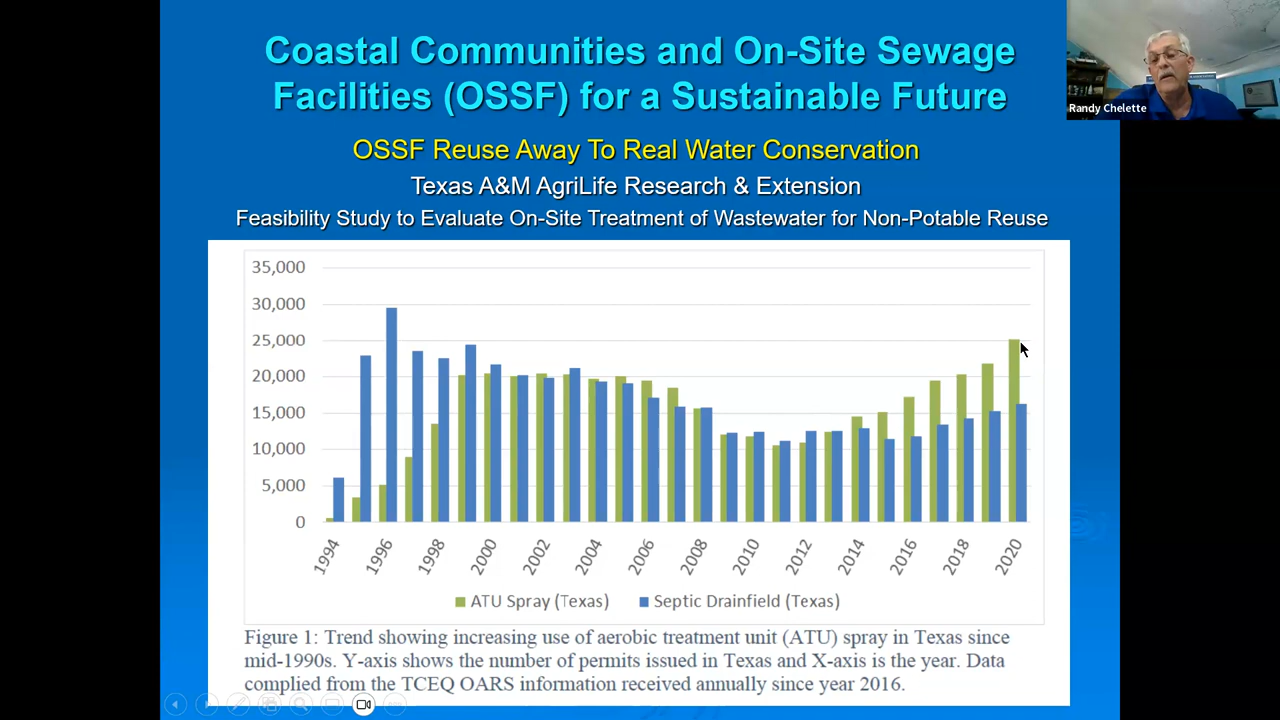 Coastal Communities and On-Site Sewage
Facilities (OSSF) for a Sustainable Future
Randy Chelette
OSSF Reuse Away To Real Water Conservation
Texas A&M AgriLife Research & Extension
Feasibility Study to Evaluate On-Site Treatment of Wastewater for Non-Potable Reuse
35,000
30,000
25,000
20,000
15,000
10,000
5,000
0
1994 1996 1998 2000 2002 2004 2006 2008 2010 2012 2014 2016 2018 2020
ATU Spray (Texas) Septic Drainfield (Texas)
Figure 1: Trend showing increasing use of aerobic treatment unit (ATU) spray in Texas since
mid-1990s. Y-axis shows the number of permits issued in Texas and X-axis is the year. Data
complied from the TCEQ OARS information received annually since year 2016.